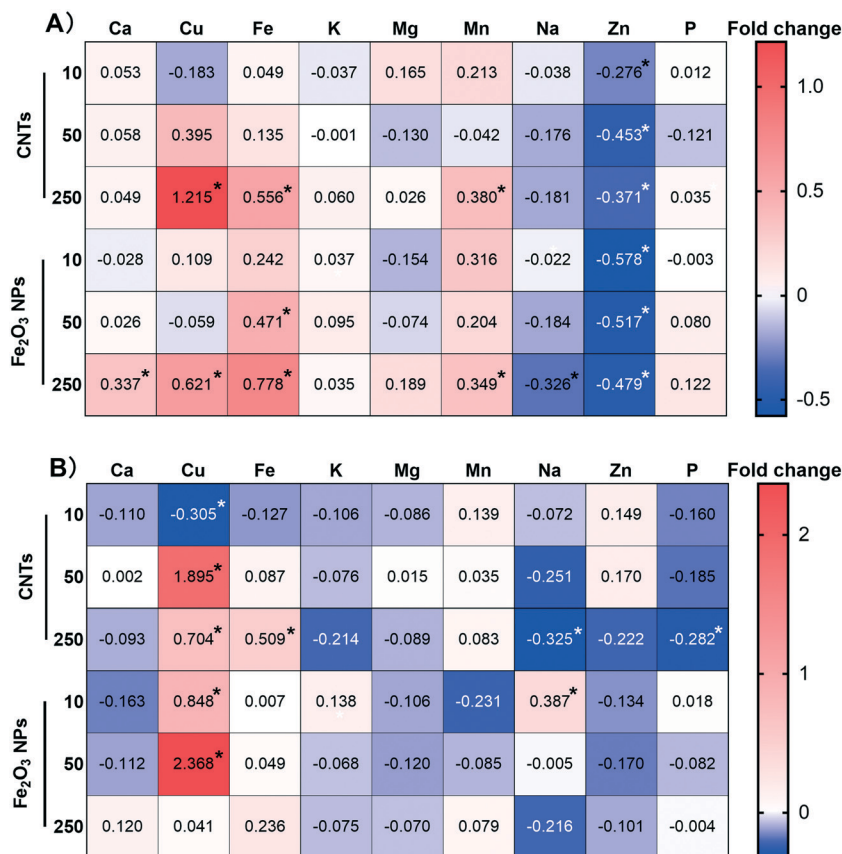 A)
Ca Cu Fe K Mg Mn Na Zn P Fold change
CNTs
10 0.053 -0.183 0.049 -0.037 0.165 0.213 -0.038 -0.276* 0.012
50 0.058 0.395 0.135 -0.001 -0.130 -0.042 -0.176 -0.453* -0.121
250 0.049 1.215* 0.556* 0.060 0.026 0.380* -0.181 -0.371* 0.035
Fe₂O₃ NPs
10 -0.028 0.109 0.242 0.037 -0.154 0.316 -0.022 -0.578* -0.003
50 0.026 -0.059 0.471* 0.095 -0.074 0.204 -0.184 -0.517* 0.080
250 0.337* 0.621* 0.778* 0.035 0.189 0.349* -0.326* -0.479* 0.122
1.0
0.5
0
-0.5
B)
Ca Cu Fe K Mg Mn Na Zn P Fold change
CNTs
10 -0.110 -0.305* -0.127 -0.106 -0.086 0.139 -0.072 0.149 -0.160
50 0.002 1.895* 0.087 -0.076 0.015 0.035 -0.251 0.170 -0.185
250 -0.093 0.704* 0.509* -0.214 -0.089 0.083 -0.325* -0.222 -0.282*
Fe₂O₃ NPs
10 -0.163 0.848* 0.007 0.138 -0.106 -0.231 0.387* -0.134 0.018
50 -0.112 2.368* 0.049 -0.068 -0.120 -0.085 -0.005 -0.170 -0.082
250 0.120 0.041 0.236 -0.075 -0.070 0.079 -0.216 -0.101 -0.004
2
1
0